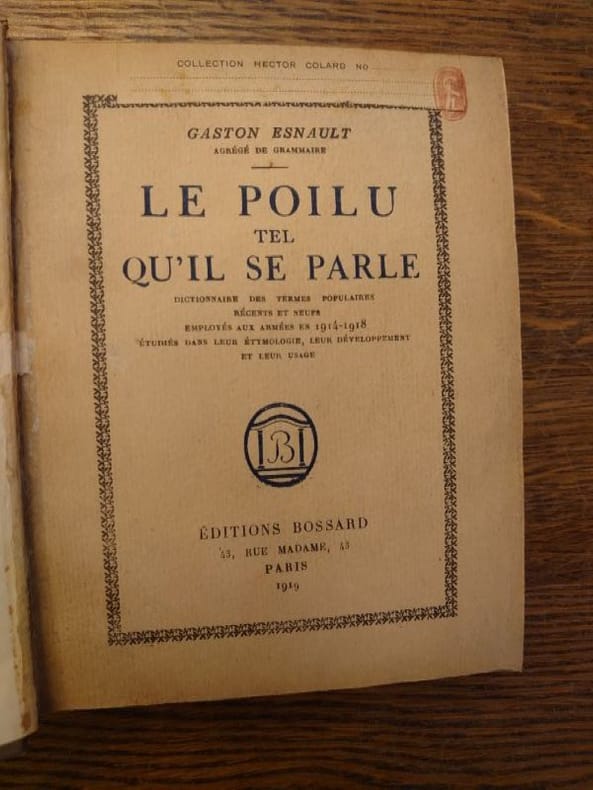 COLLECTION HECTOR COLARD NO
GASTON ESNAULT
AGRÉGÉ DE GRAMMAIRE
LE POILU
TEL
QU'IL SE PARLE
DICTIONNAIRE DES TERMES POPULAIRES
RÉCENTS ET NEUFS
EMPLOYÉS AUX ARMÉES EN 1914-1918
ÉTUDIÉS DANS LEUR ÉTYMOLOGIE, LEUR DÉVELOPPEMENT
ET LEUR USAGE
B
ÉDITIONS BOSSARD
43, RUE MADAME, 43
PARIS
1919